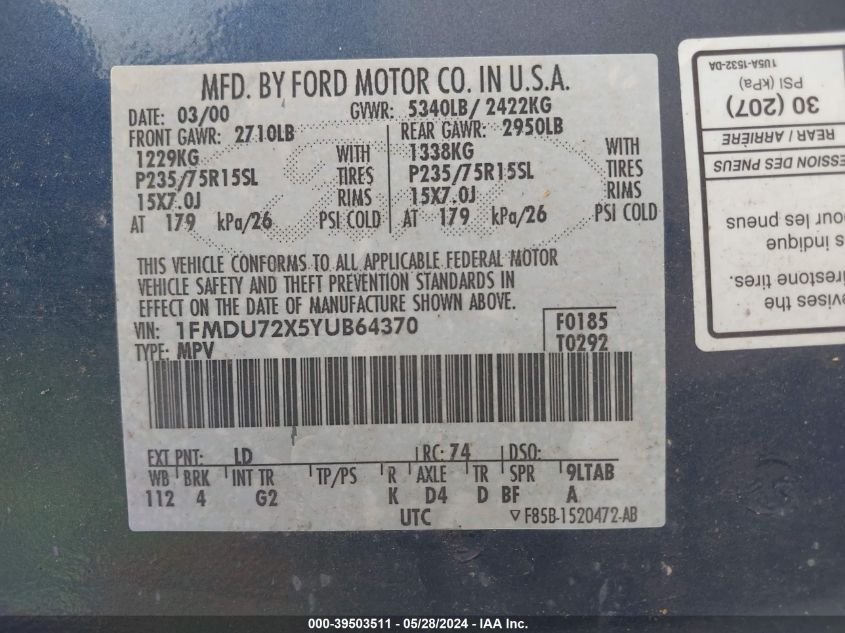 MFD. BY FORD MOTOR CO. IN U.S.A.
DATE: 03/00 GVWR: 5340LB/ 2422KG
FRONT GAWR: 2710LB REAR GAWR: 2950LB
1229KG WITH 1338KG WITH
P235/75R15SL TIRES P235/75R15SL TIRES
15X7.0J RIMS 15X7.0J RIMS
AT 179 kPa/26 PSI COLD AT 179 kPa/26 PSI COLD
THIS VEHICLE CONFORMS TO ALL APPLICABLE FEDERAL MOTOR
VEHICLE SAFETY AND THEFT PREVENTION STANDARDS IN
EFFECT ON THE DATE OF MANUFACTURE SHOWN ABOVE.
VIN: 1FMDU72X5YUB64370 F0185
TYPE: MPV T0292
EXT PNT: LD RC: 74 DSO:
WB BRK INT TR TP/PS R AXLE TR SPR 9LTAB
112 4 G2 K D4 D BF A
UTC ▽F85B-1520472-AB
evises the
irestone tires.
s indique
our les pneus
ESSION DES PNEUS
REAR / ARRIÈRE
30 (207)
PSI (kPa)
1U5A-1532-DA
000-39503511 / 05/28/2024 - IAA Inc.